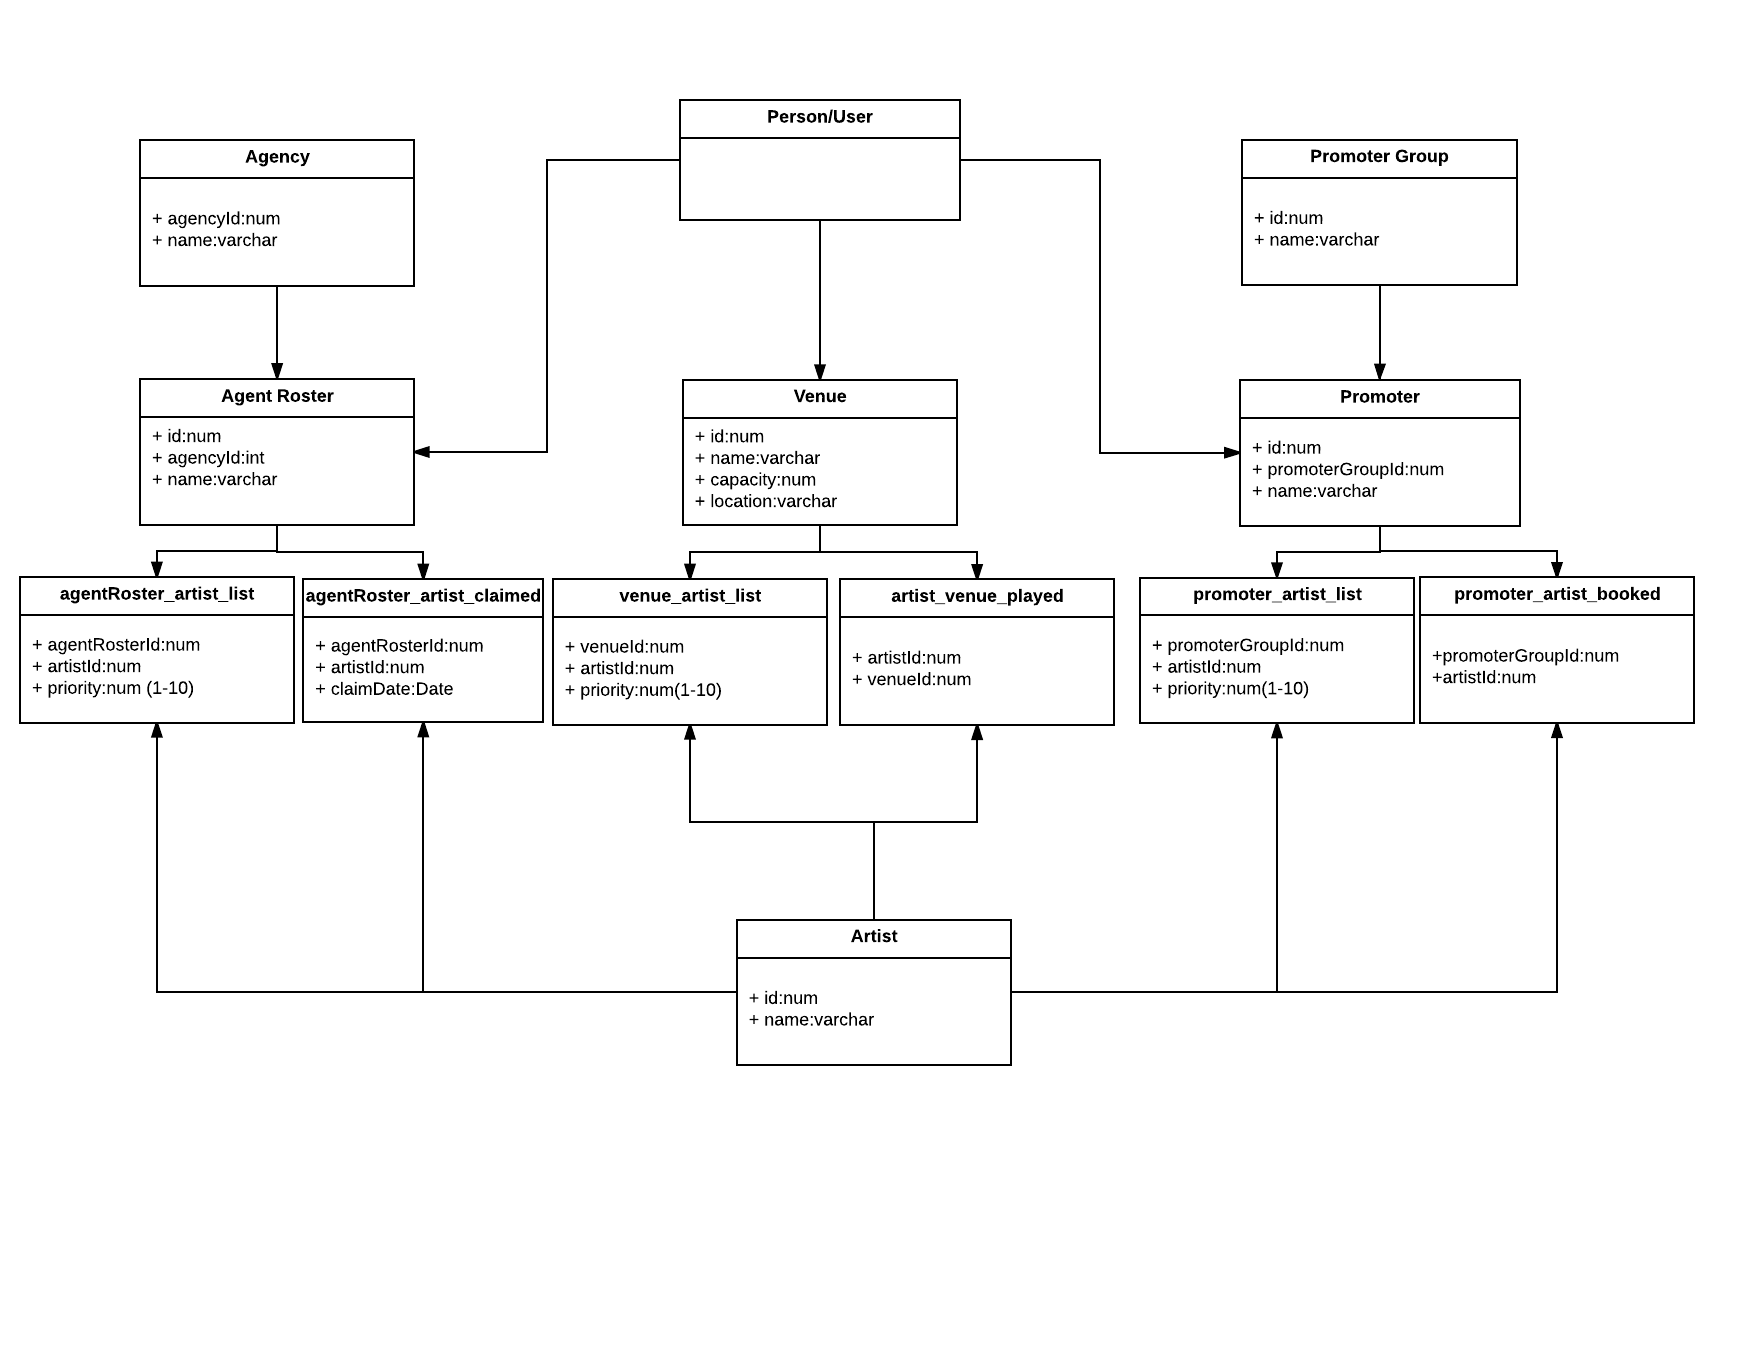 Person/User
Agency
+ agencyId:num
+ name:varchar
Promoter Group
+ id:num
+ name:varchar
Agent Roster
+ id:num
+ agencyId:int
+ name:varchar
Venue
+ id:num
+ name:varchar
+ capacity:num
+ location:varchar
Promoter
+ id:num
+ promoterGroupId:num
+ name:varchar
agentRoster_artist_list
+ agentRosterId:num
+ artistId:num
+ priority:num (1-10)
agentRoster_artist_claimed
+ agentRosterId:num
+ artistId:num
+ claimDate:Date
venue_artist_list
+ venueId:num
+ artistId:num
+ priority:num(1-10)
artist_venue_played
+ artistId:num
+ venueId:num
promoter_artist_list
+ promoterGroupId:num
+ artistId:num
+ priority:num(1-10)
promoter_artist_booked
+promoterGroupId:num
+artistId:num
Artist
+ id:num
+ name:varchar